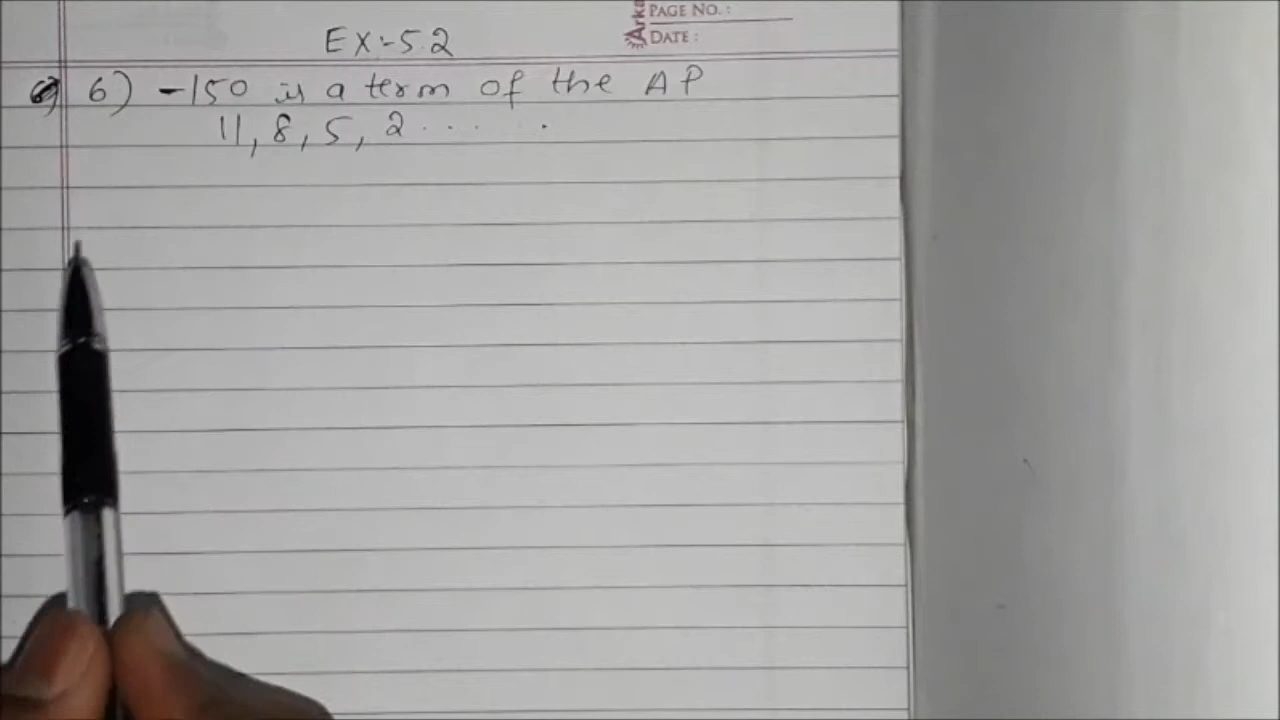 PAGE NO. :
DATE :
EX:-5.2
6) -150 is a term of the AP
11, 8, 5, 2 . . . . .